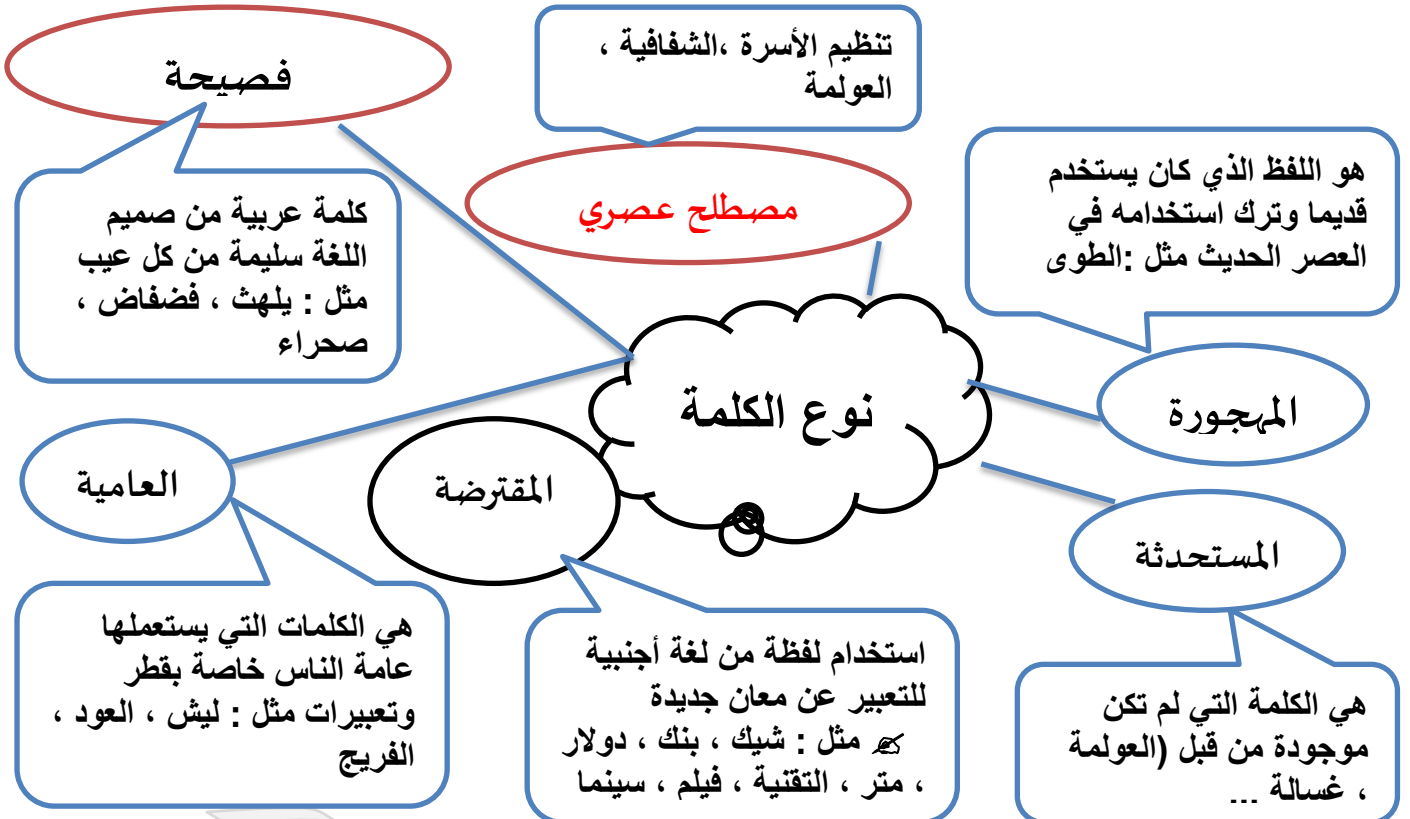 فصيحة
تنظيم الأسرة ،الشفافية ،
العولمة
مصطلح عصري
هو اللفظ الذي كان يستخدم
قديما وترك استخدامه في
العصر الحديث مثل :الطوى
كلمة عربية من صميم
اللغة سليمة من كل عيب
مثل : يلهث ، فضفاض ،
صحراء
نوع الكلمة
المهجورة
المقترضة
العامية
المستحدثة
هي الكلمات التي يستعملها
عامة الناس خاصة بقطر
وتعبيرات مثل : ليش ، العود ،
الفريج
استخدام لفظة من لغة أجنبية
للتعبير عن معان جديدة
✍ مثل : شيك ، بنك ، دولار
، متر ، التقنية ، فيلم ، سينما
هي الكلمة التي لم تكن
موجودة من قبل (العولمة
، غسالة ...